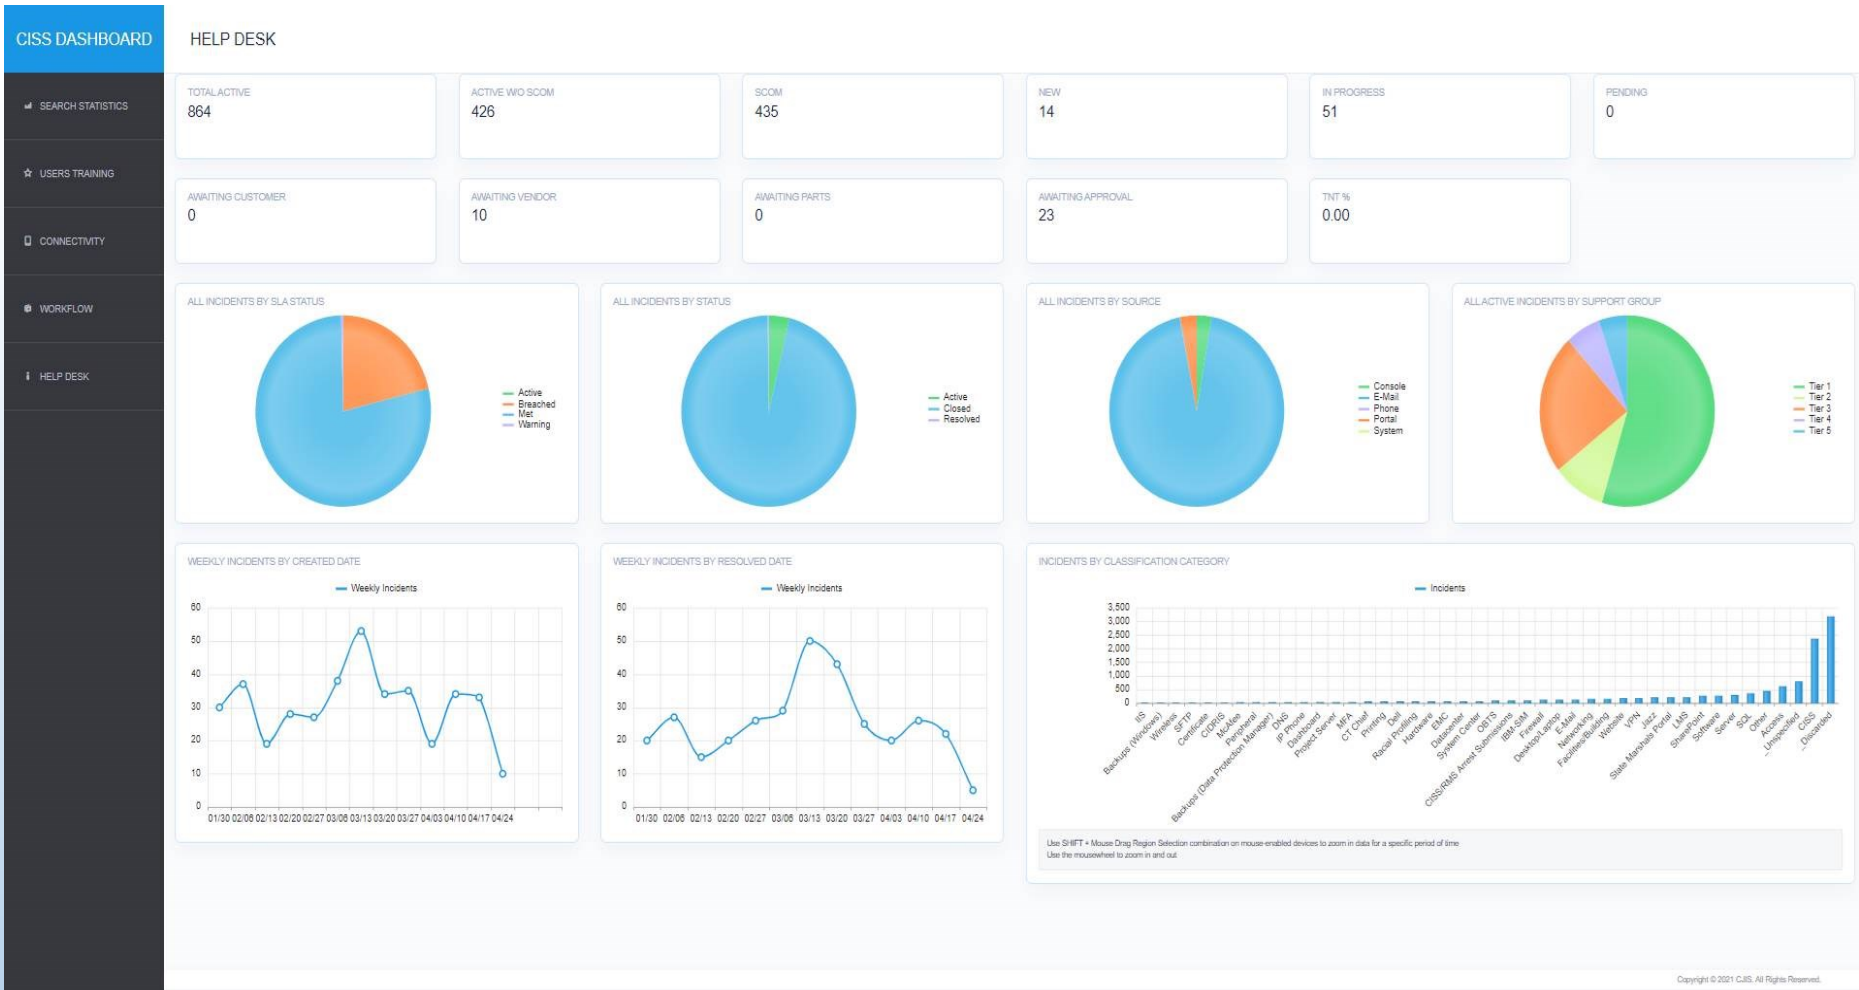 CISS DASHBOARD
HELP DESK
SEARCH STATISTICS
USERS TRAINING
CONNECTIVITY
WORKFLOW
HELP DESK
TOTAL ACTIVE
864
ACTIVE W/O SCOM
426
SCOM
435
NEW
14
IN PROGRESS
51
PENDING
0
AWAITING CUSTOMER
0
AWAITING VENDOR
10
AWAITING PARTS
0
AWAITING APPROVAL
23
TNT %
0.00
ALL INCIDENTS BY SLA STATUS
Active
Breached
Met
Warning
ALL INCIDENTS BY STATUS
Active
Closed
Resolved
ALL INCIDENTS BY SOURCE
Console
E-Mail
Phone
Portal
System
ALL ACTIVE INCIDENTS BY SUPPORT GROUP
Tier 1
Tier 2
Tier 3
Tier 4
Tier 5
WEEKLY INCIDENTS BY CREATED DATE
Weekly Incidents
60
50
40
30
20
10
0
01/30 02/06 02/13 02/20 02/27 03/06 03/13 03/20 03/27 04/03 04/10 04/17 04/24
WEEKLY INCIDENTS BY RESOLVED DATE
Weekly Incidents
60
50
40
30
20
10
0
01/30 02/06 02/13 02/20 02/27 03/06 03/13 03/20 03/27 04/03 04/10 04/17 04/24
INCIDENTS BY CLASSIFICATION CATEGORY
Incidents
3,500
3,000
2,500
2,000
1,500
1,000
500
0
IIS
Backups (Windows)
Wireless
SFTP
Certificate
CIDRIS
McAfee
Peripheral
Backups (Data Protection Manager)
DNS
IP Phone
Dashboard
Project Server
MFA
CT Chief
Printing
Dell
Racial Profiling
Hardware
EMC
Datacenter
System Center
OBTS
CISS/RMS Arrest Submissions
IBM-SIM
Firewall
Desktop/Laptop
E-Mail
Networking
Facilities/Building
Website
VPN
Jazz
State Marshals Portal
LMS
SharePoint
Software
Server
SQL
Other
Access
_Unspecified
CISS
_Discarded
Use SHIFT + Mouse Drag Region Selection combination on mouse-enabled devices to zoom in data for a specific period of time
Use the mousewheel to zoom in and out
Copyright © 2021 CJIS. All Rights Reserved.